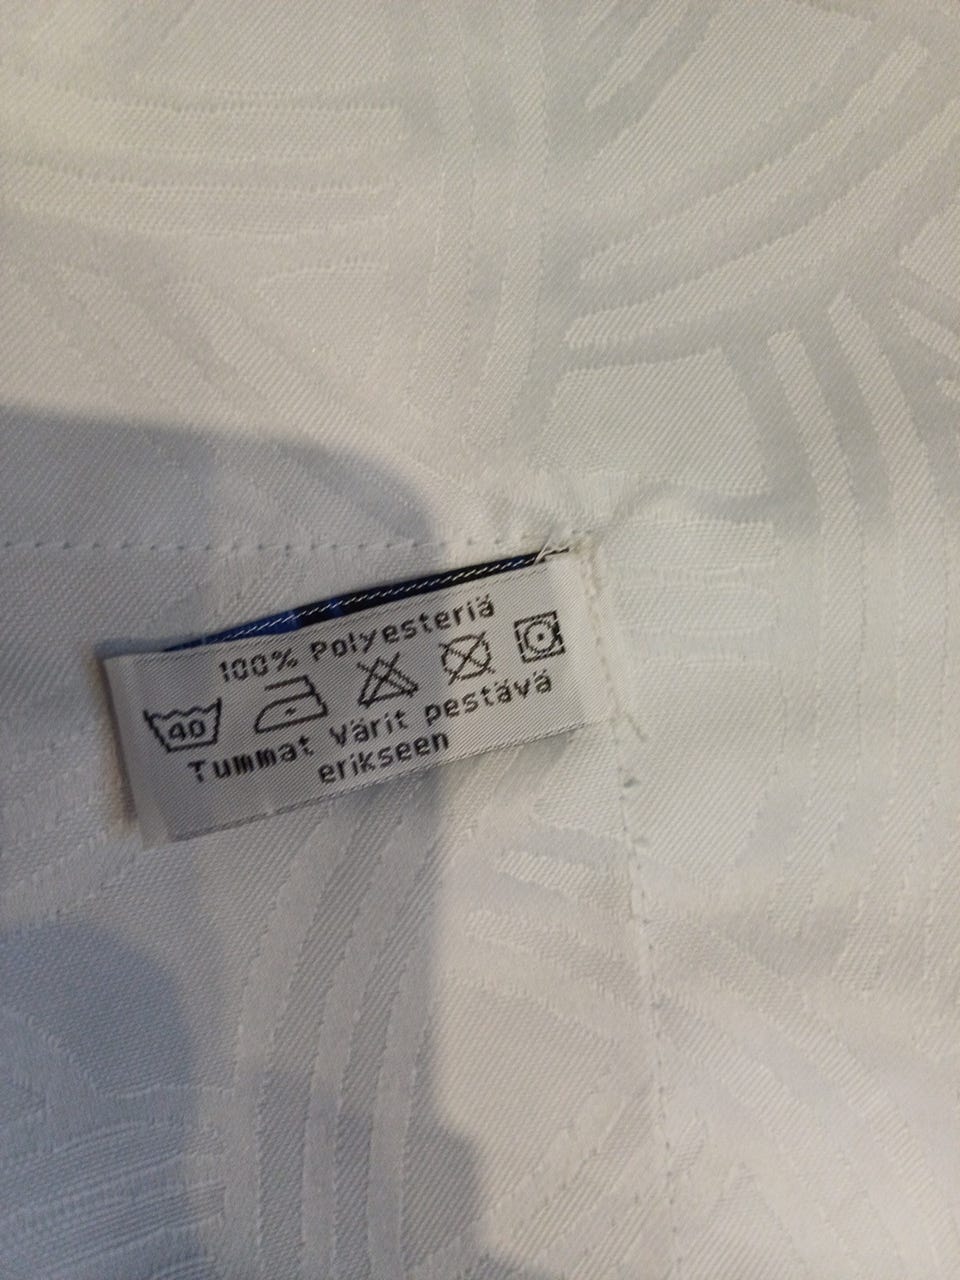 100% Polyesteriä
40
Tummat Värit pestävä
erikseen